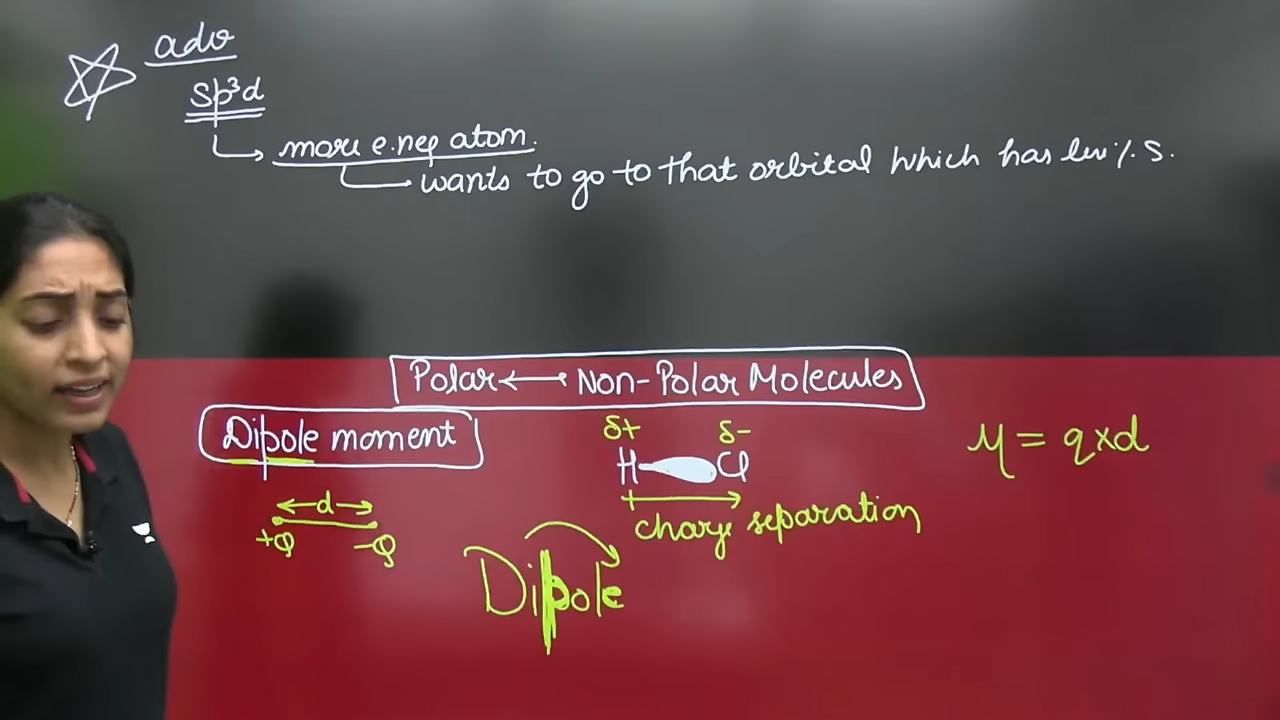 adv
sp³d
more e.neg atom.
wants to go to that orbital which has less %. S.
Polar ⟷ Non-Polar Molecules
Dipole moment
δ+ δ-
H Cl
μ = q×d
d
+Q -Q
charge separation
Dipole